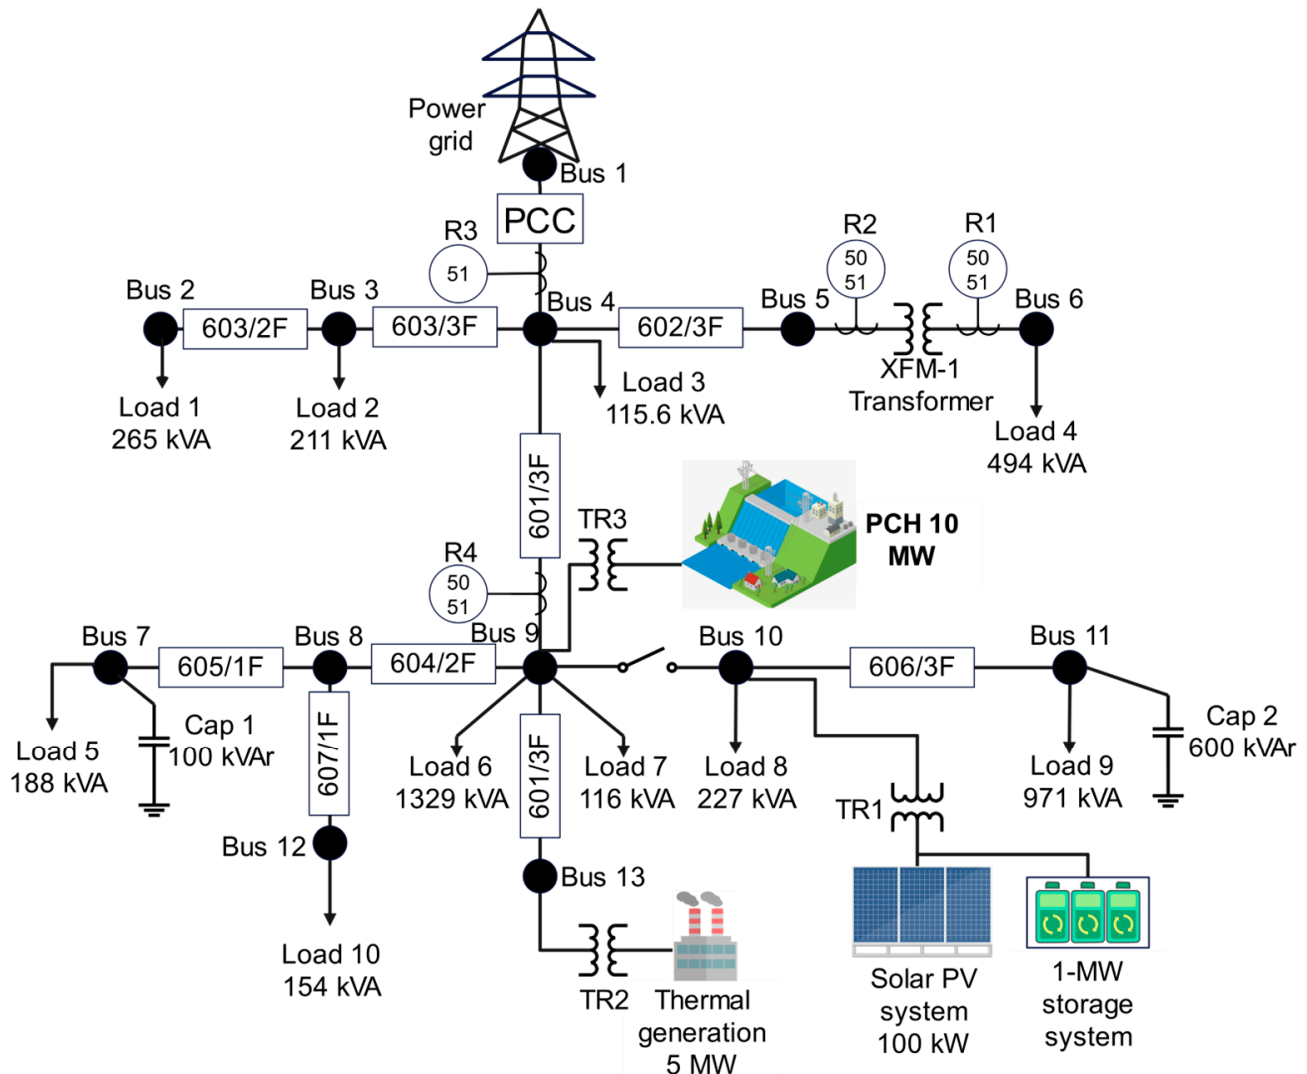 Power
grid
Bus 1
PCC
R3
51
R2
50
51
R1
50
51
Bus 2
603/2F
Bus 3
603/3F
Bus 4
602/3F
Bus 5
Bus 6
XFM-1
Transformer
Load 1
265 kVA
Load 2
211 kVA
Load 3
115.6 kVA
Load 4
494 kVA
601/3F
TR3
PCH 10
MW
R4
50
51
Bus 7
605/1F
Bus 8
604/2F
Bus 9
Bus 10
606/3F
Bus 11
Load 5
188 kVA
Cap 1
100 kVAr
607/1F
Load 6
1329 kVA
601/3F
Load 7
116 kVA
Load 8
227 kVA
Load 9
971 kVA
Cap 2
600 kVAr
TR1
Bus 12
Bus 13
Load 10
154 kVA
TR2
Thermal
generation
5 MW
Solar PV
system
100 kW
1-MW
storage
system